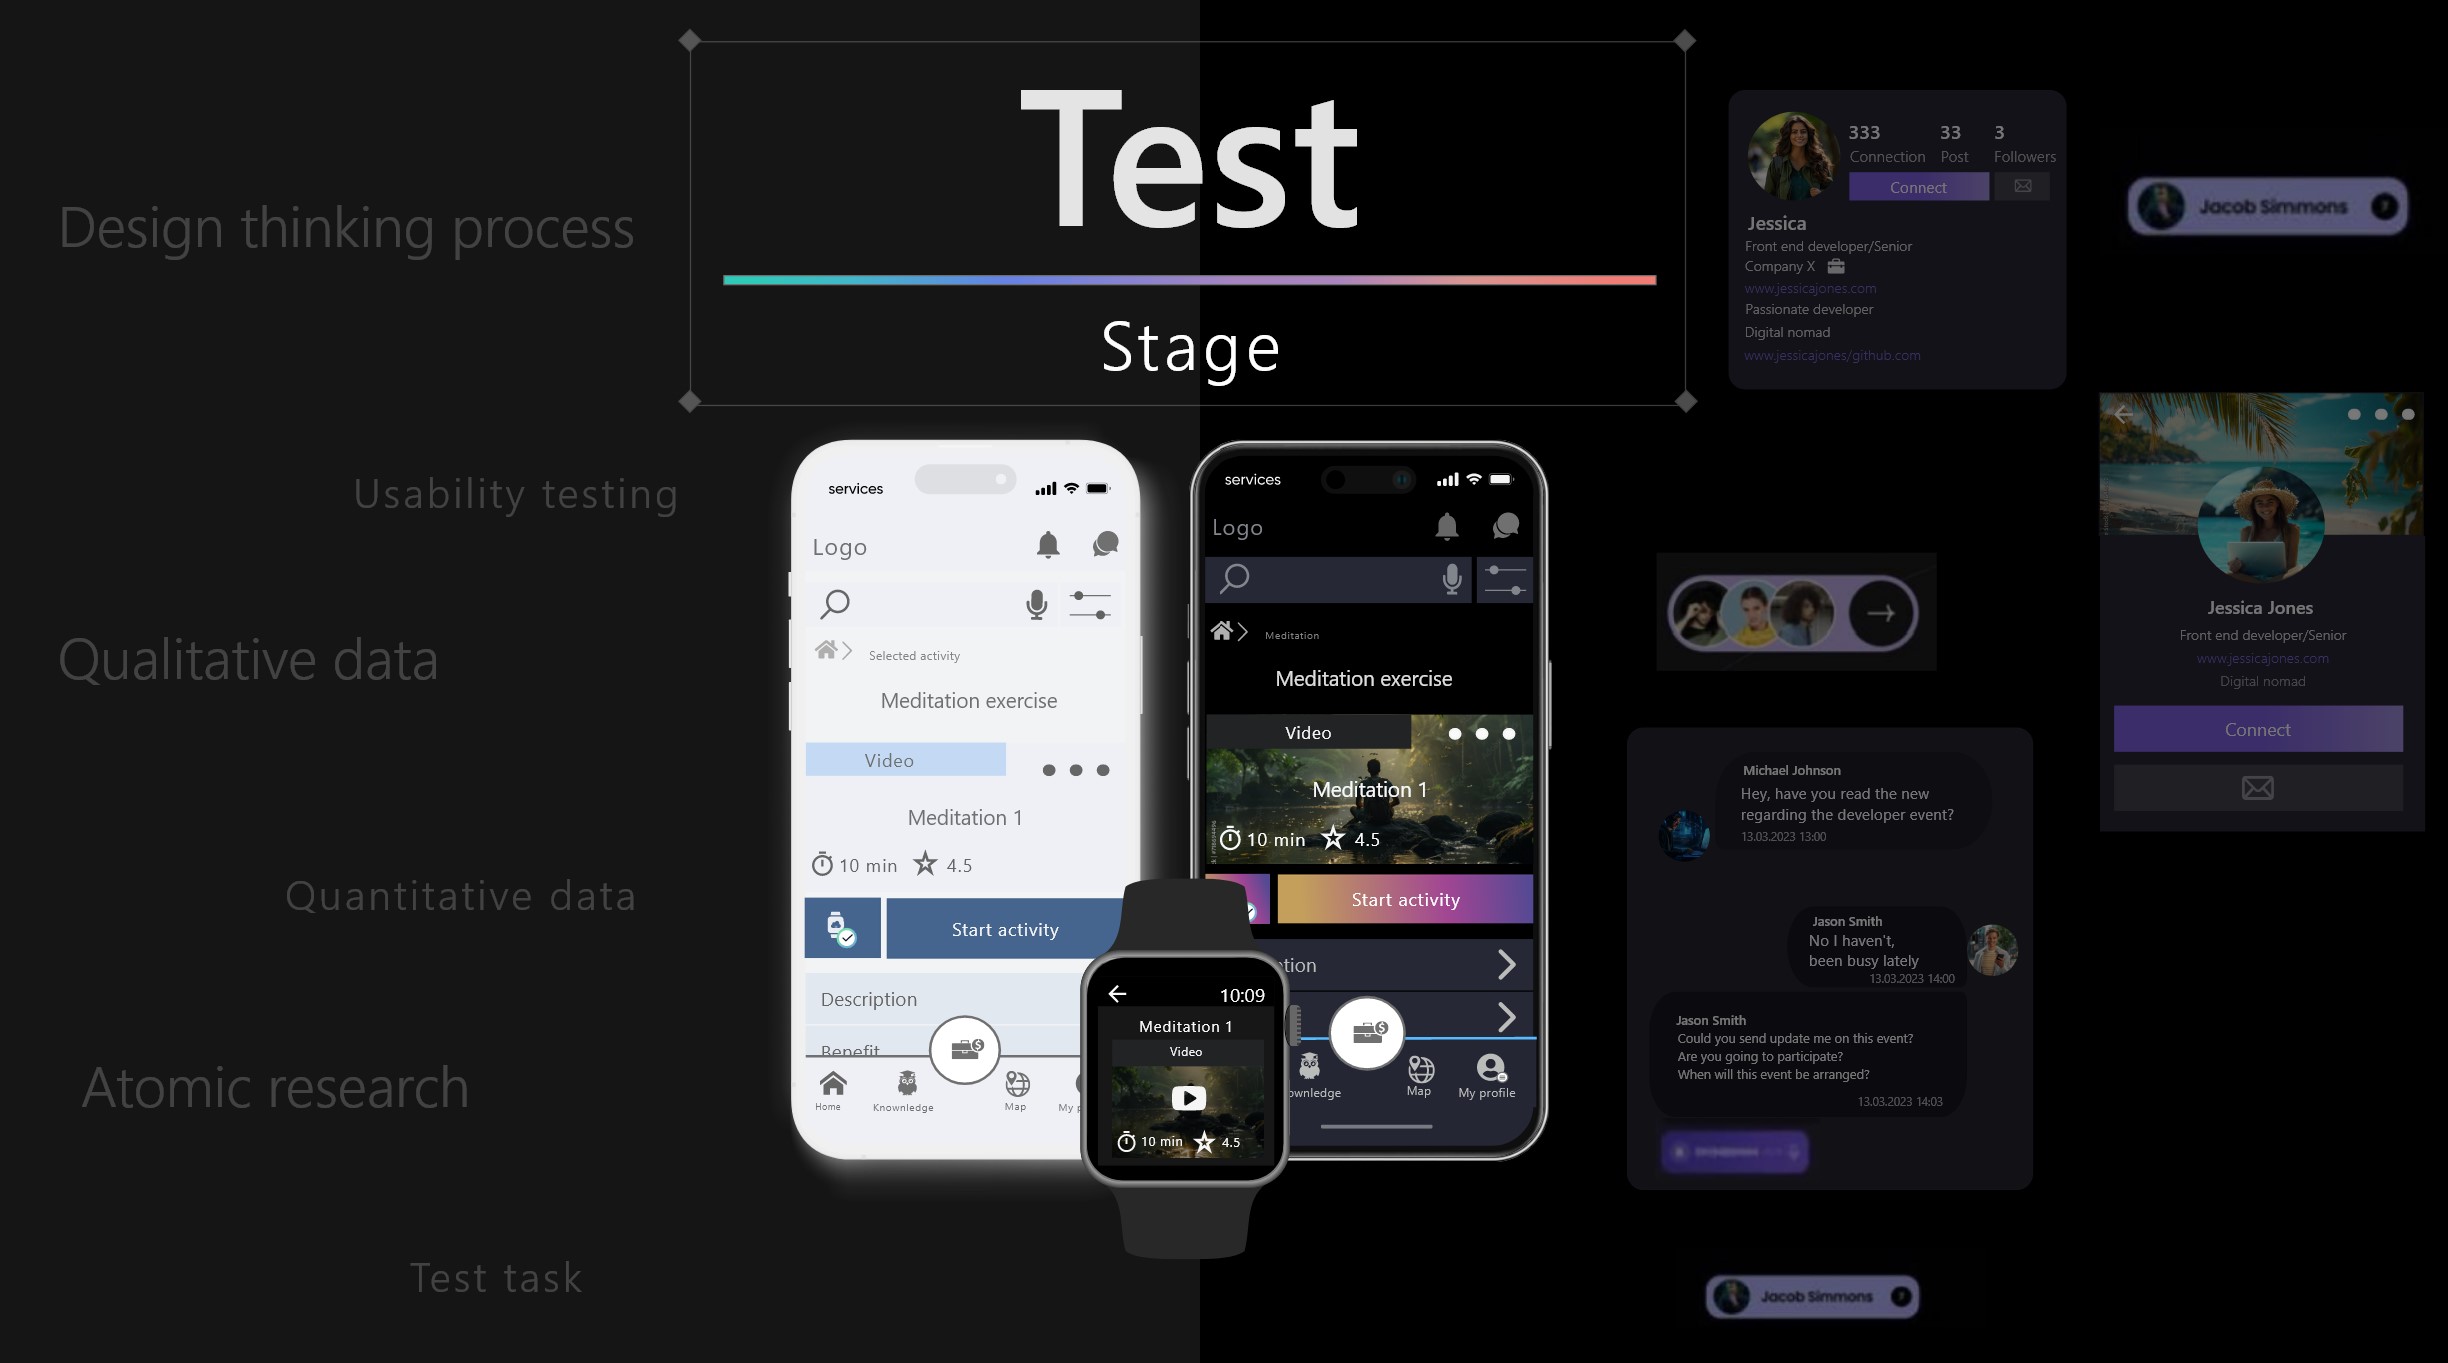 Test
Stage
Design thinking process
Usability testing
Qualitative data
Quantitative data
Atomic research
Test task
services
Logo
Selected activity
Meditation exercise
Video
Meditation 1
10 min 4.5
Start activity
Description
Benefit
Home Knownledge Map My p
10:09
Meditation 1
Video
10 min 4.5
services
Logo
Meditation
Meditation exercise
Video
Meditation 1
10 min 4.5
Start activity
tion
ownledge Map My profile
333 33 3
Connection Post Followers
Connect
Jessica
Front end developer/Senior
Company X
www.jessicajones.com
Passionate developer
Digital nomad
www.jessicajones/github.com
Jacob Simmons
Jessica Jones
Front end developer/Senior
www.jessicajones.com
Digital nomad
Connect
Michael Johnson
Hey, have you read the new
regarding the developer event?
13.03.2023 13:00
Jason Smith
No I haven't,
been busy lately
13.03.2023 14:00
Jason Smith
Could you send update me on this event?
Are you going to participate?
When will this event be arranged?
13.03.2023 14:03
Jacob Simmons